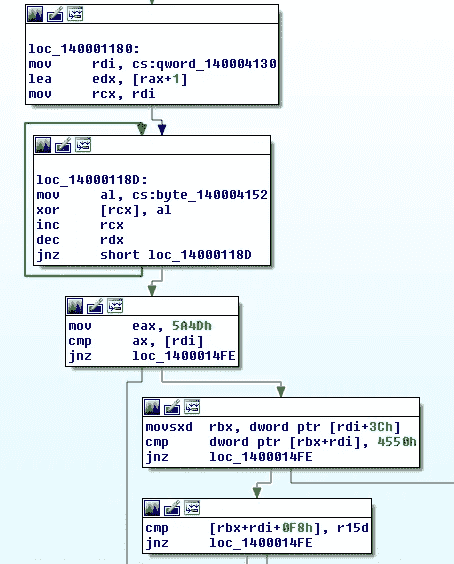 loc_140001180:
mov rdi, cs:qword_140004130
lea edx, [rax+1]
mov rcx, rdi
loc_14000118D:
mov al, cs:byte_140004152
xor [rcx], al
inc rcx
dec rdx
jnz short loc_14000118D
mov eax, 5A4Dh
cmp ax, [rdi]
jnz loc_1400014FE
movsxd rbx, dword ptr [rdi+3Ch]
cmp dword ptr [rbx+rdi], 4550h
jnz loc_1400014FE
cmp [rbx+rdi+0F8h], r15d
jnz loc_1400014FE